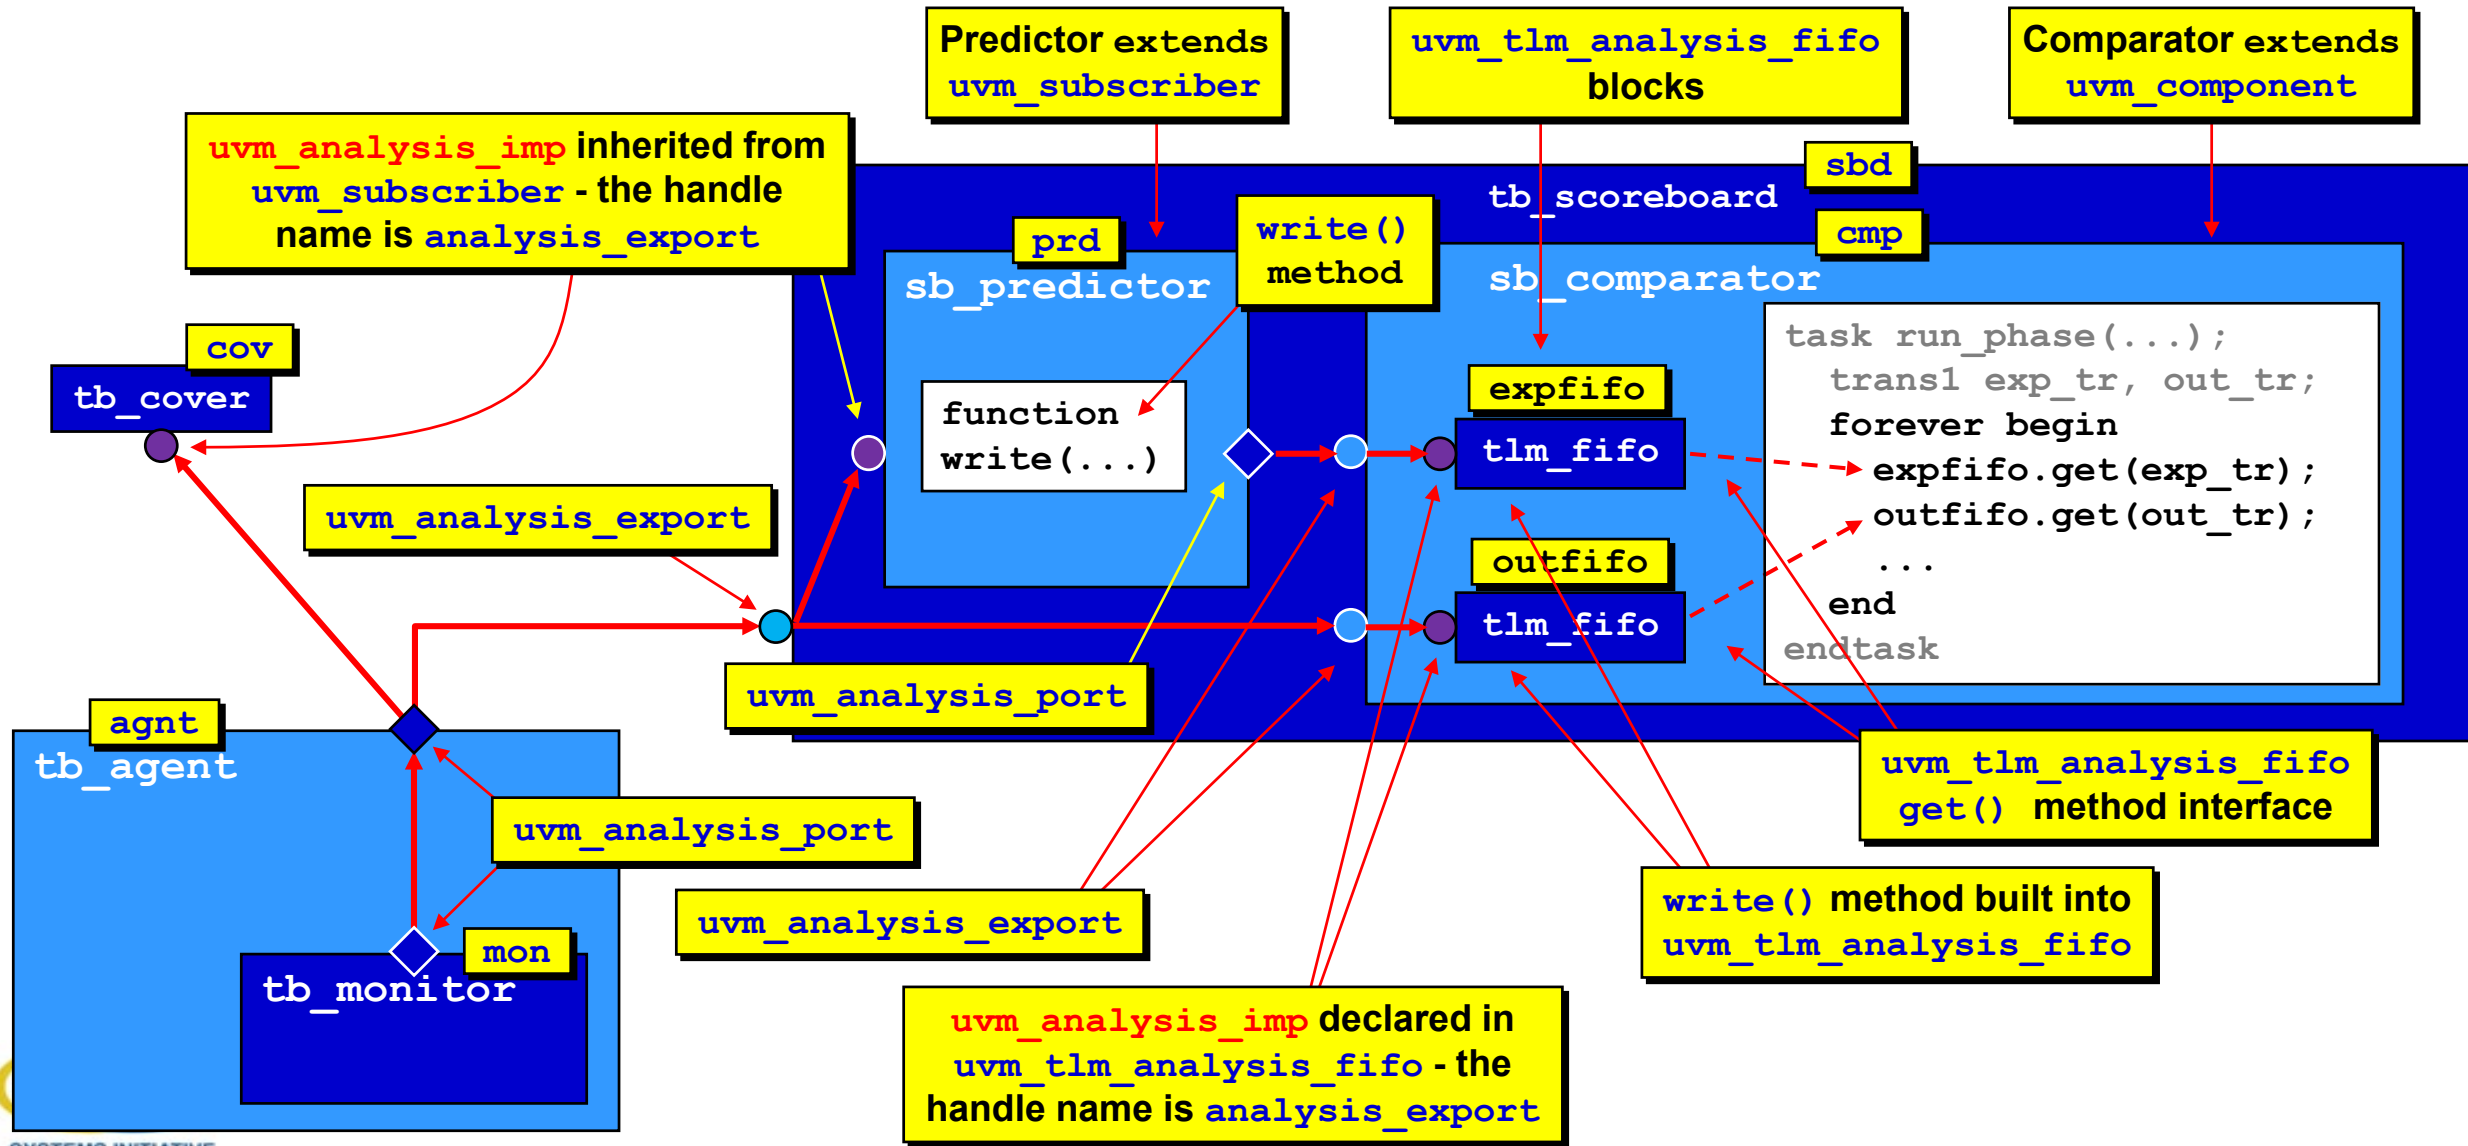 Predictor extends
uvm_subscriber
uvm_tlm_analysis_fifo
blocks
Comparator extends
uvm_component
uvm_analysis_imp inherited from
uvm_subscriber - the handle
name is analysis_export
sbd
tb_scoreboard
write()
method
prd
cmp
sb_predictor
sb_comparator
cov
tb_cover
function
write(...)
expfifo
tlm_fifo
task run_phase(...);
trans1 exp_tr, out_tr;
forever begin
expfifo.get(exp_tr);
outfifo.get(out_tr);
...
end
endtask
uvm_analysis_export
outfifo
tlm_fifo
uvm_analysis_port
agnt
tb_agent
uvm_analysis_port
uvm_tlm_analysis_fifo
get() method interface
uvm_analysis_export
write() method built into
uvm_tlm_analysis_fifo
mon
tb_monitor
uvm_analysis_imp declared in
uvm_tlm_analysis_fifo - the
handle name is analysis_export
SYSTEMS INITIATIVE